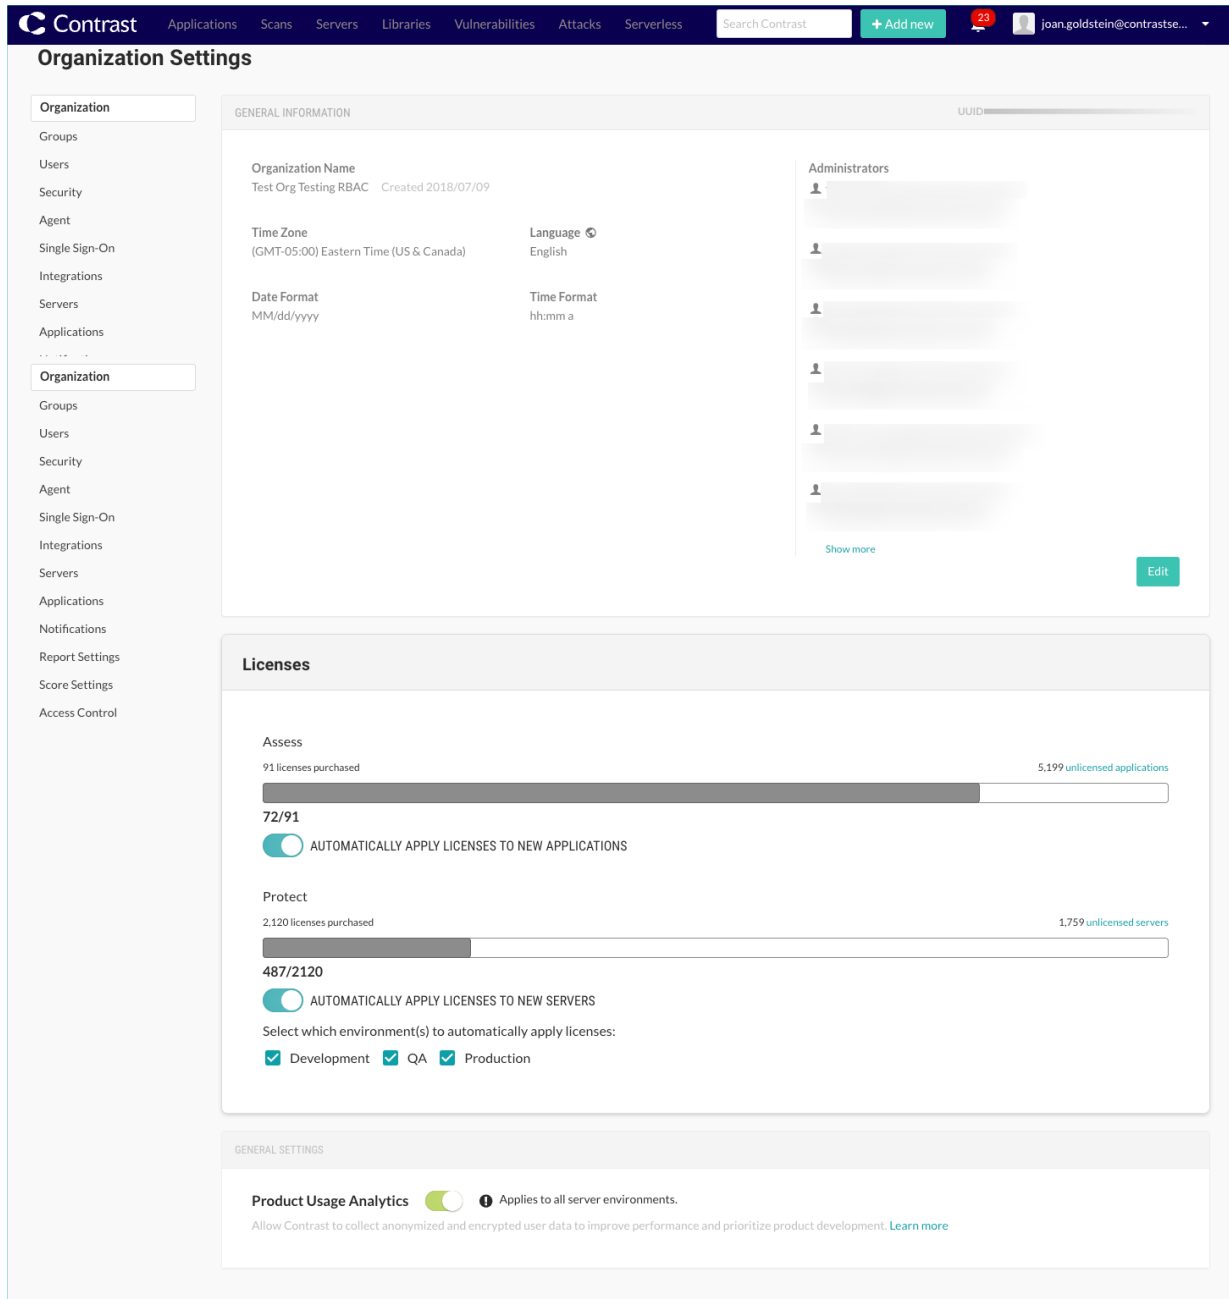 Contrast Applications Scans Servers Libraries Vulnerabilities Attacks Serverless Search Contrast + Add new 23 joan.goldstein@contrastse...
Organization Settings
Organization
Groups
Users
Security
Agent
Single Sign-On
Integrations
Servers
Applications
Organization
Groups
Users
Security
Agent
Single Sign-On
Integrations
Servers
Applications
Notifications
Report Settings
Score Settings
Access Control
GENERAL INFORMATION UUID
Organization Name
Test Org Testing RBAC Created 2018/07/09
Time Zone Language
(GMT-05:00) Eastern Time (US & Canada) English
Date Format Time Format
MM/dd/yyyy hh:mm a
Administrators
Show more
Edit
Licenses
Assess
91 licenses purchased 5,199 unlicensed applications
72/91
AUTOMATICALLY APPLY LICENSES TO NEW APPLICATIONS
Protect
2,120 licenses purchased 1,759 unlicensed servers
487/2120
AUTOMATICALLY APPLY LICENSES TO NEW SERVERS
Select which environment(s) to automatically apply licenses:
Development QA Production
GENERAL SETTINGS
Product Usage Analytics Applies to all server environments.
Allow Contrast to collect anonymized and encrypted user data to improve performance and prioritize product development. Learn more